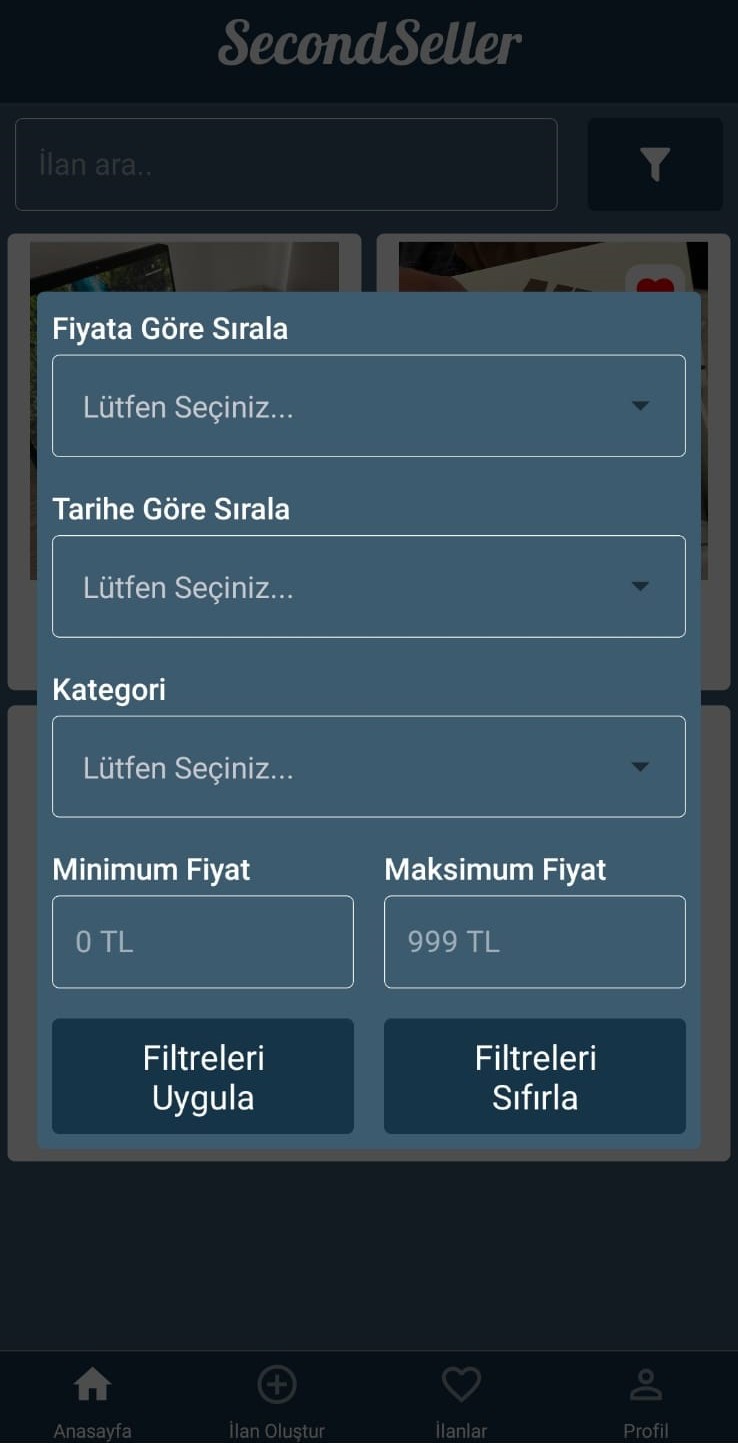 SecondSeller
İlan ara..
Fiyata Göre Sırala
Lütfen Seçiniz...
Tarihe Göre Sırala
Lütfen Seçiniz...
Kategori
Lütfen Seçiniz...
Minimum Fiyat
Maksimum Fiyat
0 TL
999 TL
Filtreleri
Uygula
Filtreleri
Sıfırla
Anasayfa
İlan Oluştur
İlanlar
Profil